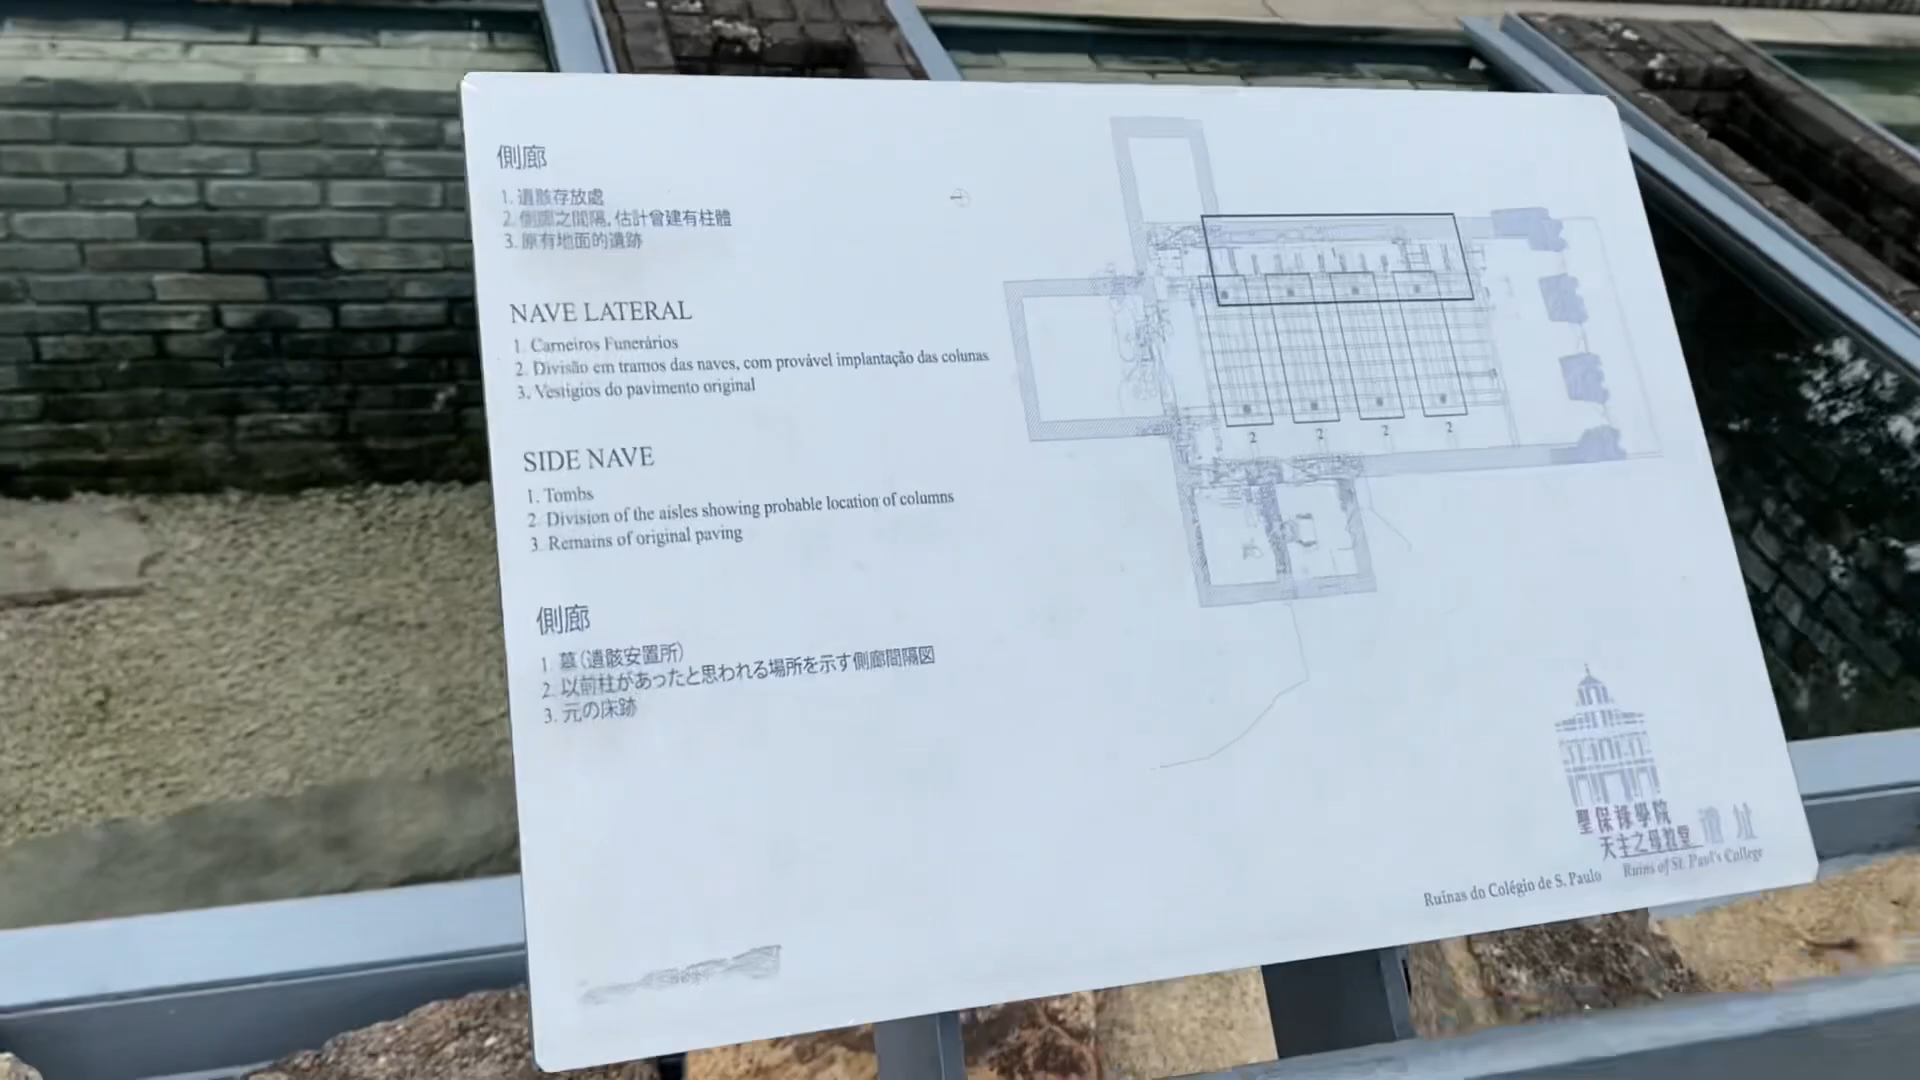 側廊
1. 遺骸存放處
2. 側廊之間隔, 估計曾建有柱體
3. 原有地面的遺跡
NAVE LATERAL
1. Carneiros Funerários
2. Divisão em tramos das naves, com provável implantação das colunas
3. Vestígios do pavimento original
SIDE NAVE
1. Tombs
2. Division of the aisles showing probable location of columns
3. Remains of original paving
側廊
1. 墓(遺骸安置所)
2. 以前柱があったと思われる場所を示す側廊間隔図
3. 元の床跡
2 2 2 2
聖保祿學院
天主之母教堂 遺址
Ruínas do Colégio de S. Paulo Ruins of St. Paul's College